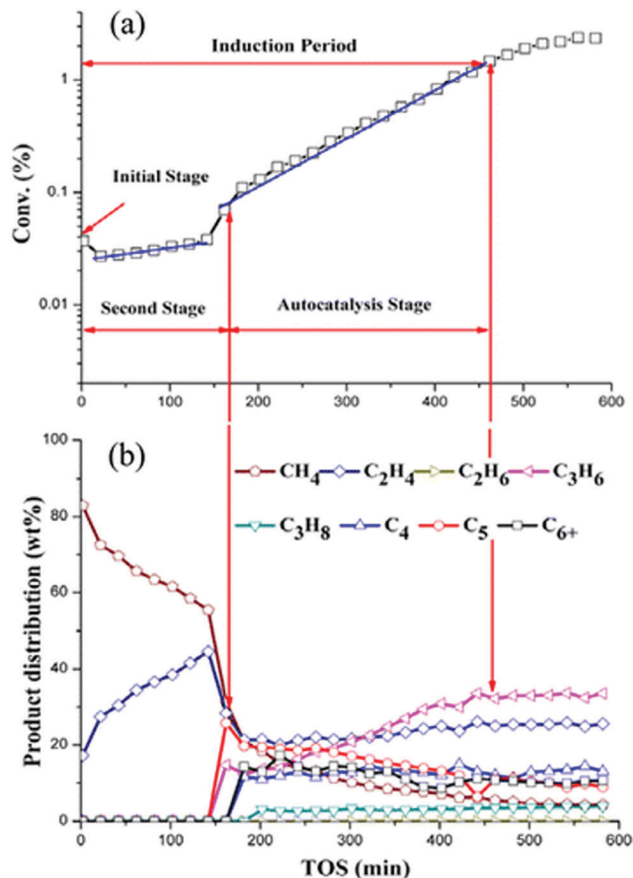 (a)
Induction Period
Initial Stage
Second Stage
Autocatalysis Stage
Conv. (%)
1
0.1
0.01
0 100 200 300 400 500 600
(b)
CH4 C2H4 C2H6 C3H6
C3H8 C4 C5 C6+
Product distribution (wt%)
100
80
60
40
20
0
0 100 200 300 400 500 600
TOS (min)